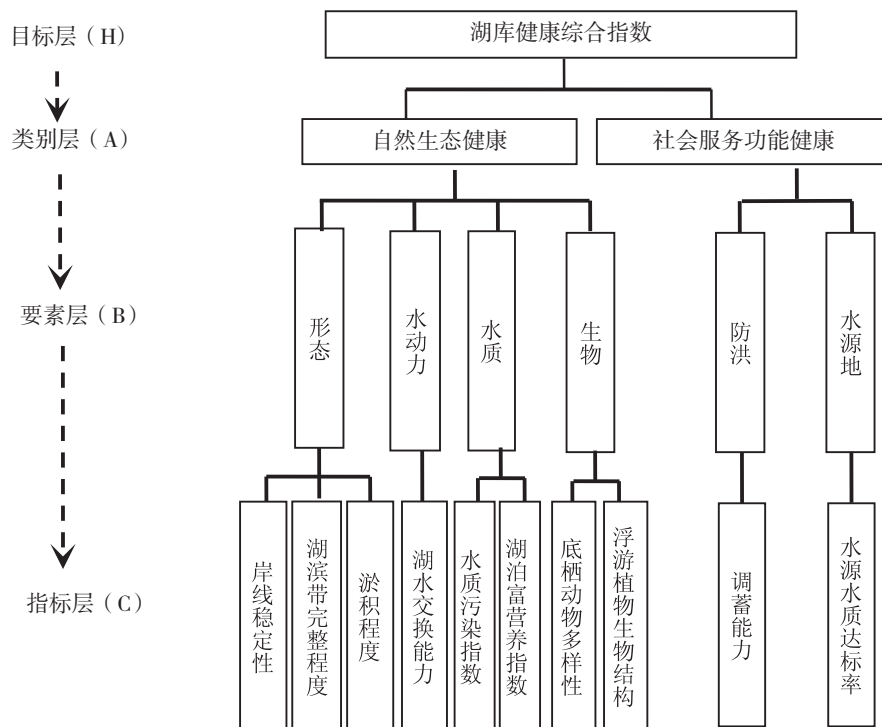 目标层（H）
湖库健康综合指数
类别层（A）
自然生态健康
社会服务功能健康
要素层（B）
形态
水动力
水质
生物
防洪
水源地
指标层（C）
岸线稳定性
湖滨带完整程度
淤积程度
湖水交换能力
水质污染指数
湖泊富营养指数
底栖动物多样性
浮游植物生物结构
调蓄能力
水源水质达标率